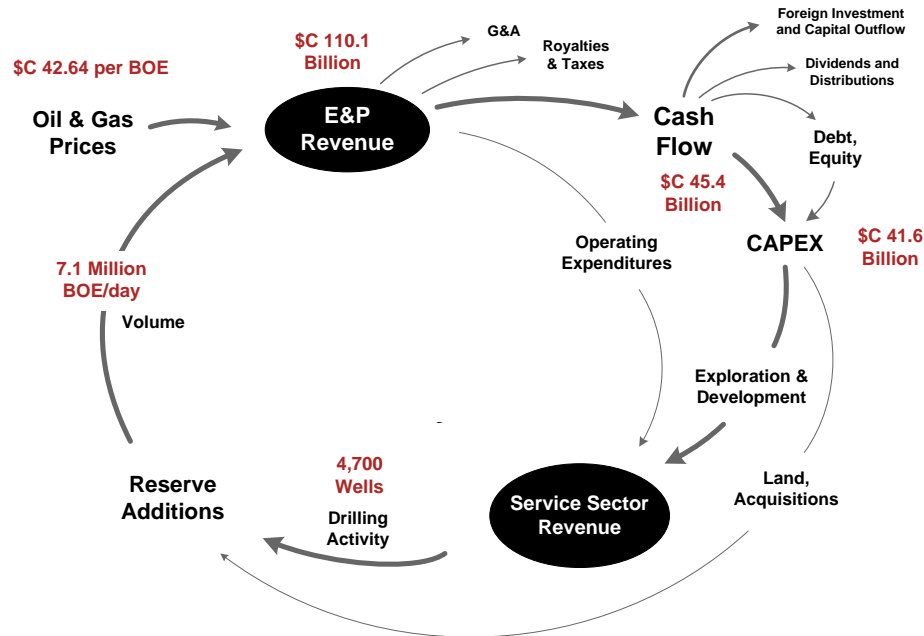 $C 42.64 per BOE
Oil & Gas
Prices
$C 110.1
Billion
E&P
Revenue
G&A
Royalties
& Taxes
Foreign Investment
and Capital Outflow
Dividends and
Distributions
Cash
Flow
Debt,
Equity
$C 45.4
Billion
CAPEX
$C 41.6
Billion
Operating
Expenditures
7.1 Million
BOE/day
Volume
Exploration &
Development
Land,
Acquisitions
Service Sector
Revenue
4,700
Wells
Drilling
Activity
Reserve
Additions